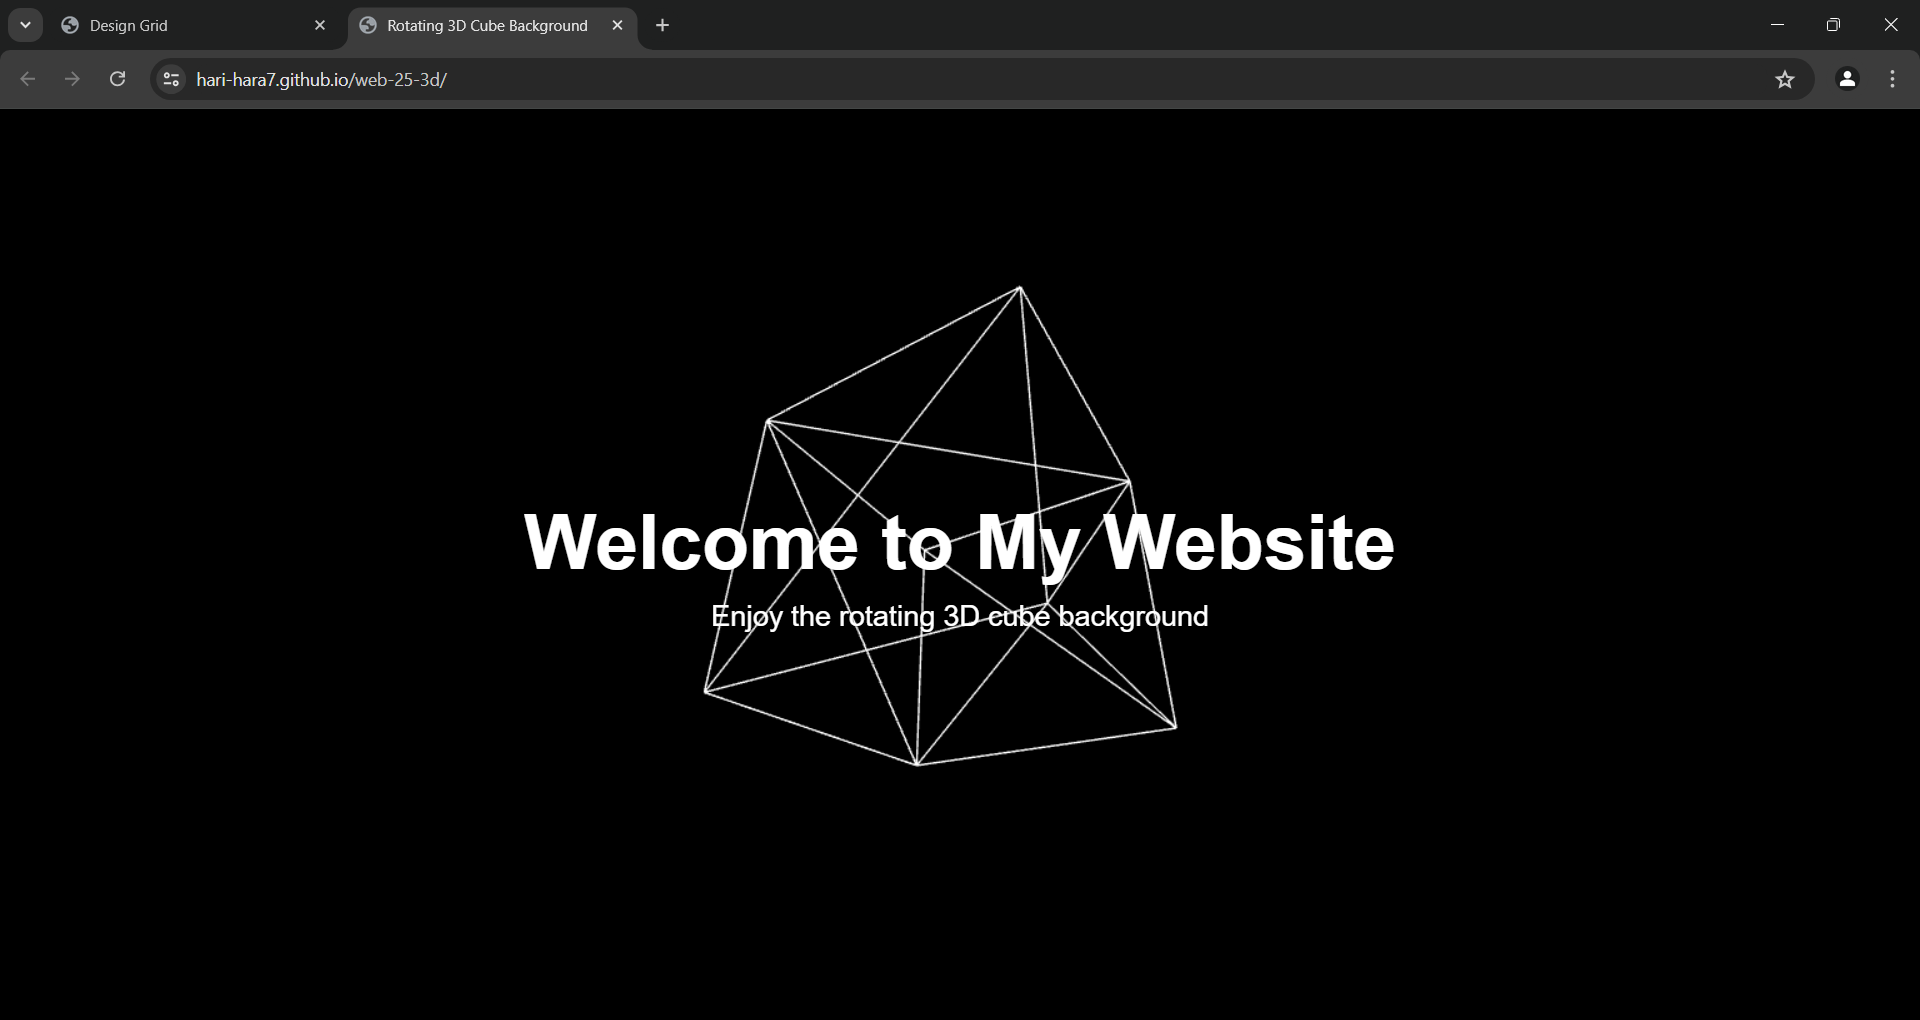 Design Grid
Rotating 3D Cube Background
hari-hara7.github.io/web-25-3d/
Welcome to My Website
Enjoy the rotating 3D cube background